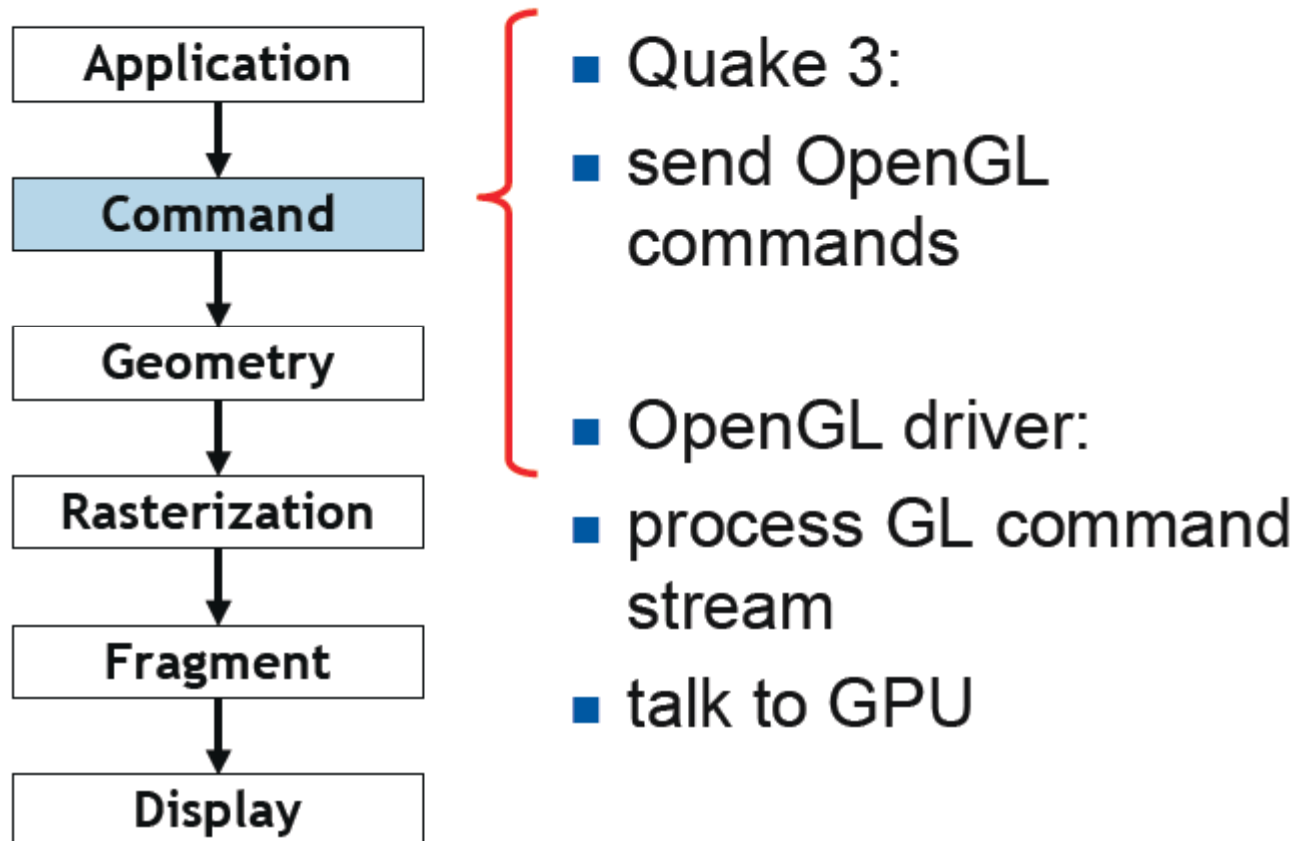 Application
Command
Geometry
Rasterization
Fragment
Display
Quake 3:
send OpenGL
commands
OpenGL driver:
process GL command
stream
talk to GPU